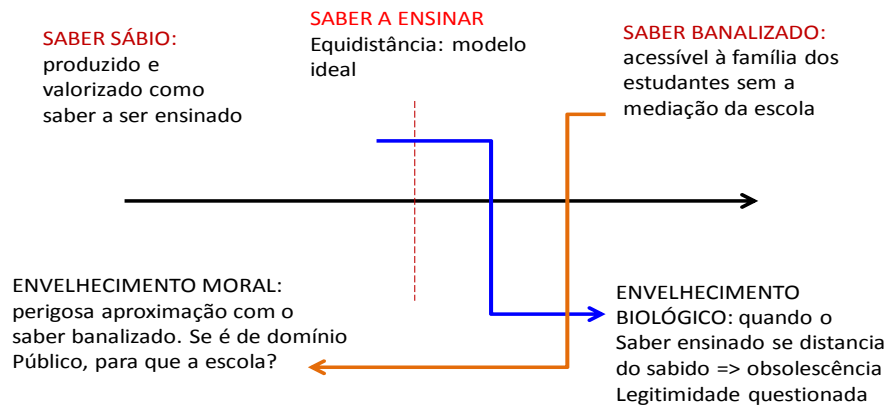 SABER SÁBIO:
produzido e
valorizado como
saber a ser ensinado
SABER A ENSINAR
Equidistância: modelo
ideal
SABER BANALIZADO:
acessível à família dos
estudantes sem a
mediação da escola
ENVELHECIMENTO MORAL:
perigosa aproximação com o
saber banalizado. Se é de domínio
Público, para que a escola?
ENVELHECIMENTO
BIOLÓGICO: quando o
Saber ensinado se distancia
do sabido => obsolescência
Legitimidade questionada